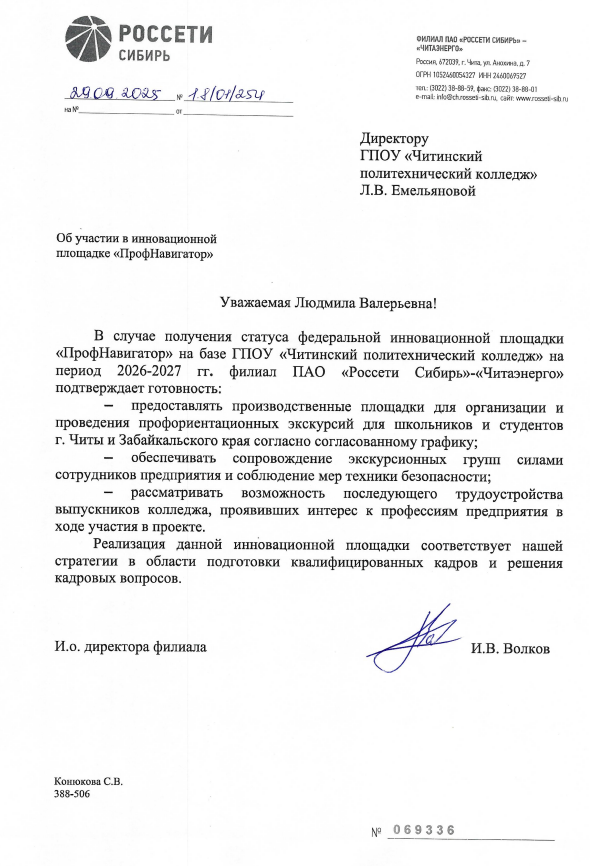 РОССЕТИ
СИБИРЬ
ФИЛИАЛ ПАО «РОССЕТИ СИБИРЬ» –
«ЧИТАЭНЕРГО»
Россия, 672039, г. Чита, ул. Анохина, д. 7
ОГРН 1052460054327 ИНН 2460069527
тел.: (3022) 38-88-59, факс: (3022) 38-88-01
e-mail: info@ch.rosseti-sib.ru, сайт: www.rosseti-sib.ru
29.09.2025 № 1.8/01/254
на № от
Директору
ГПОУ «Читинский
политехнический колледж»
Л.В. Емельяновой
Об участии в инновационной
площадке «ПрофНавигатор»
Уважаемая Людмила Валерьевна!
В случае получения статуса федеральной инновационной площадки
«ПрофНавигатор» на базе ГПОУ «Читинский политехнический колледж» на
период 2026-2027 гг. филиал ПАО «Россети Сибирь»-«Читаэнерго»
подтверждает готовность:
– предоставлять производственные площадки для организации и
проведения профориентационных экскурсий для школьников и студентов
г. Читы и Забайкальского края согласно согласованному графику;
– обеспечивать сопровождение экскурсионных групп силами
сотрудников предприятия и соблюдение мер техники безопасности;
– рассматривать возможность последующего трудоустройства
выпускников колледжа, проявивших интерес к профессиям предприятия в
ходе участия в проекте.
Реализация данной инновационной площадки соответствует нашей
стратегии в области подготовки квалифицированных кадров и решения
кадровых вопросов.
И.о. директора филиала И.В. Волков
Конюкова С.В.
388-506
№ 069336